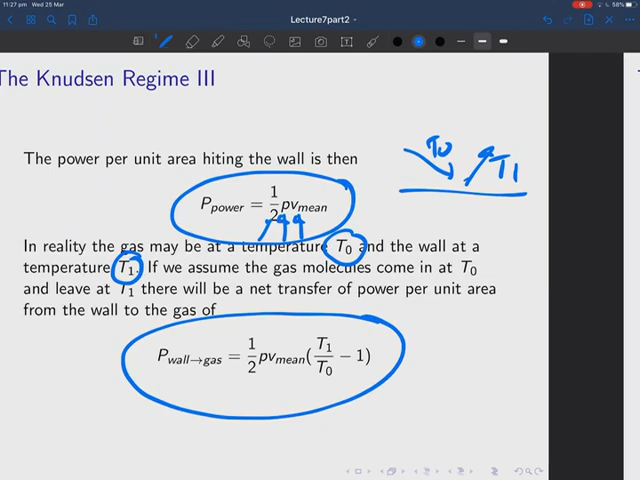 11:27 pm Wed 25 Mar
58%
Lecture7part2
The Knudsen Regime III
The power per unit area hiting the wall is then
P_power = 1/2 pv_mean
T0
T1
In reality the gas may be at a temperature T_0 and the wall at a
temperature T_1. If we assume the gas molecules come in at T_0
and leave at T_1 there will be a net transfer of power per unit area
from the wall to the gas of
P_wall→gas = 1/2 pv_mean(T_1/T_0 − 1)